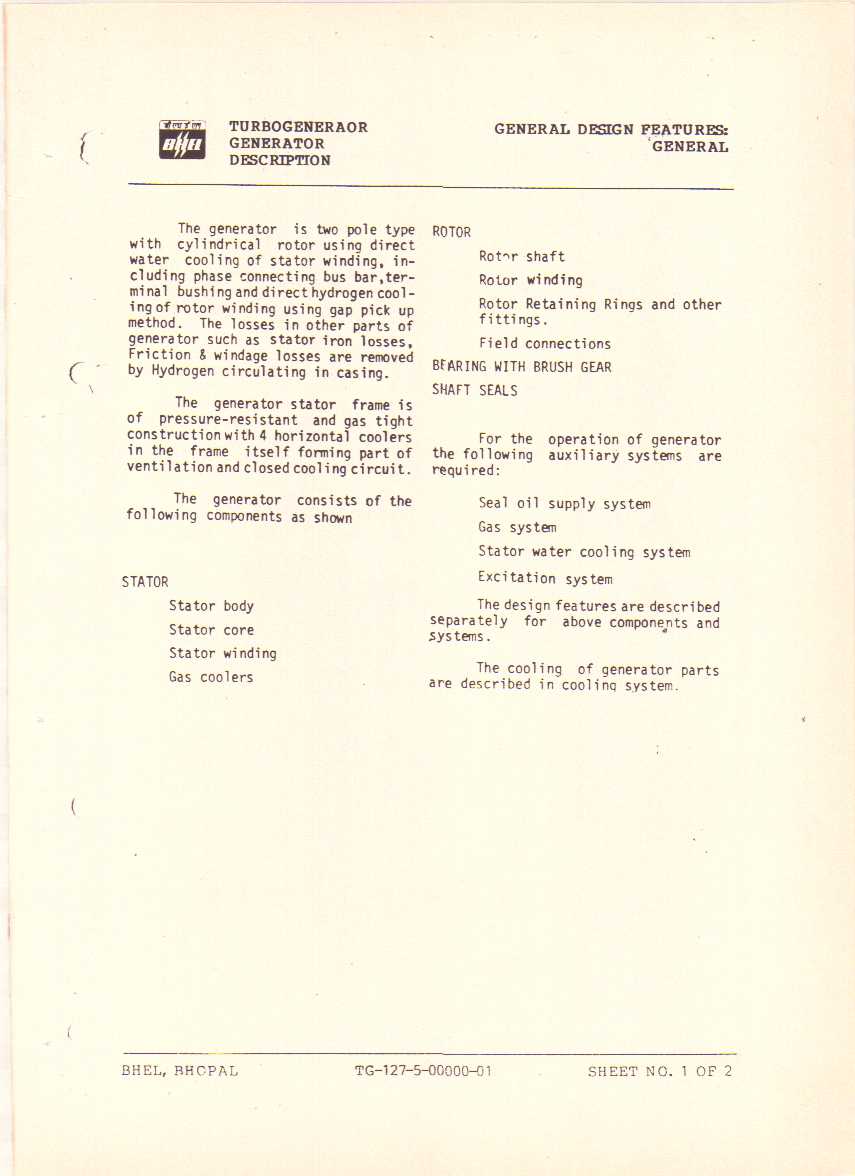 बीएचईएल
BHEL
TURBOGENERAOR
GENERATOR
DESCRIPTION
GENERAL DESIGN FEATURES:
GENERAL
The generator is two pole type
with cylindrical rotor using direct
water cooling of stator winding, in-
cluding phase connecting bus bar,ter-
minal bushing and direct hydrogen cool-
ing of rotor winding using gap pick up
method. The losses in other parts of
generator such as stator iron losses,
Friction & windage losses are removed
by Hydrogen circulating in casing.
The generator stator frame is
of pressure-resistant and gas tight
construction with 4 horizontal coolers
in the frame itself forming part of
ventilation and closed cooling circuit.
The generator consists of the
following components as shown
STATOR
Stator body
Stator core
Stator winding
Gas coolers
ROTOR
Rotor shaft
Rotor winding
Rotor Retaining Rings and other
fittings.
Field connections
BEARING WITH BRUSH GEAR
SHAFT SEALS
For the operation of generator
the following auxiliary systems are
required:
Seal oil supply system
Gas system
Stator water cooling system
Excitation system
The design features are described
separately for above components and
systems.
The cooling of generator parts
are described in cooling system.
BHEL, BHOPAL
TG-127-5-00000-01
SHEET NO. 1 OF 2